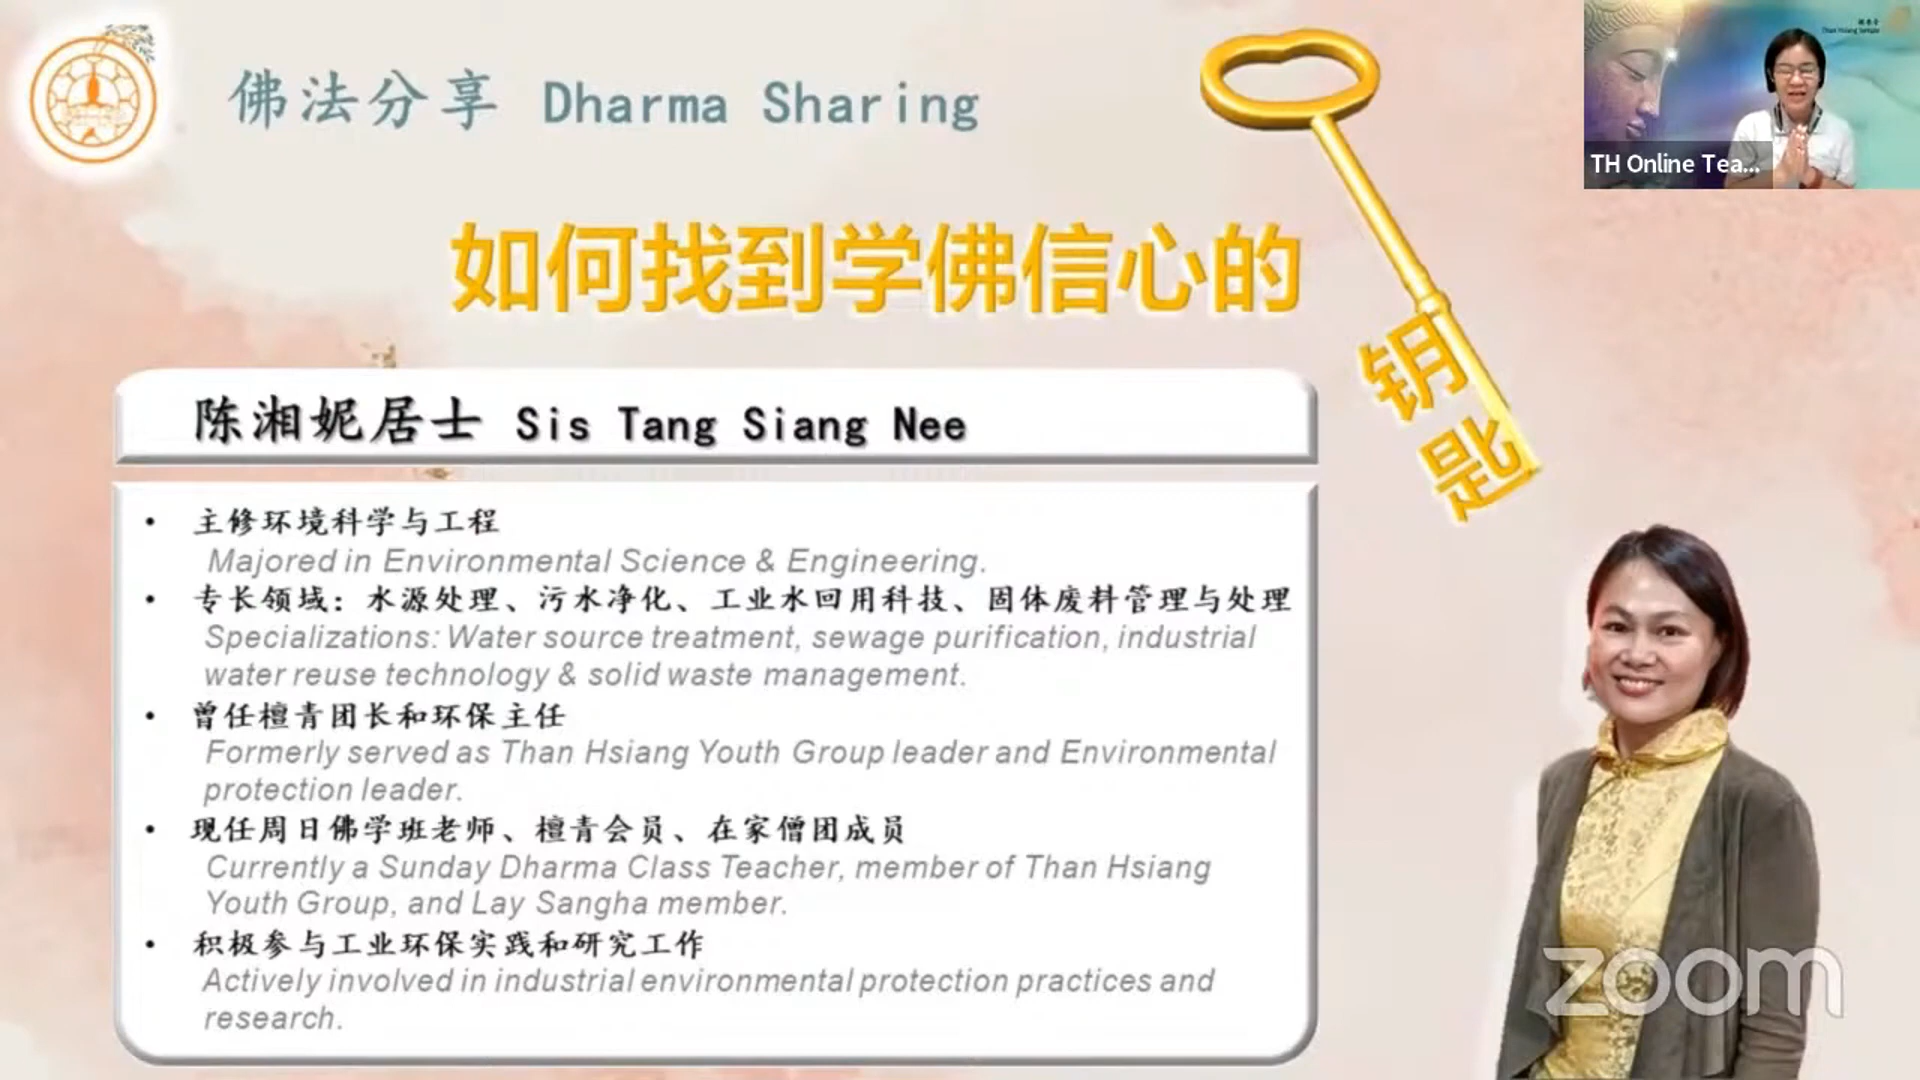 佛法分享 Dharma Sharing
TH Online Tea...
如何找到学佛信心的
钥
匙
陈湘妮居士 Sis Tang Siang Nee
• 主修环境科学与工程
Majored in Environmental Science & Engineering.
• 专长领域：水源处理、污水净化、工业水回用科技、固体废料管理与处理
Specializations: Water source treatment, sewage purification, industrial
water reuse technology & solid waste management.
• 曾任檀青团长和环保主任
Formerly served as Than Hsiang Youth Group leader and Environmental
protection leader.
• 现任周日佛学班老师、檀青会员、在家僧团成员
Currently a Sunday Dharma Class Teacher, member of Than Hsiang
Youth Group, and Lay Sangha member.
• 积极参与工业环保实践和研究工作
Actively involved in industrial environmental protection practices and
research.
zoom